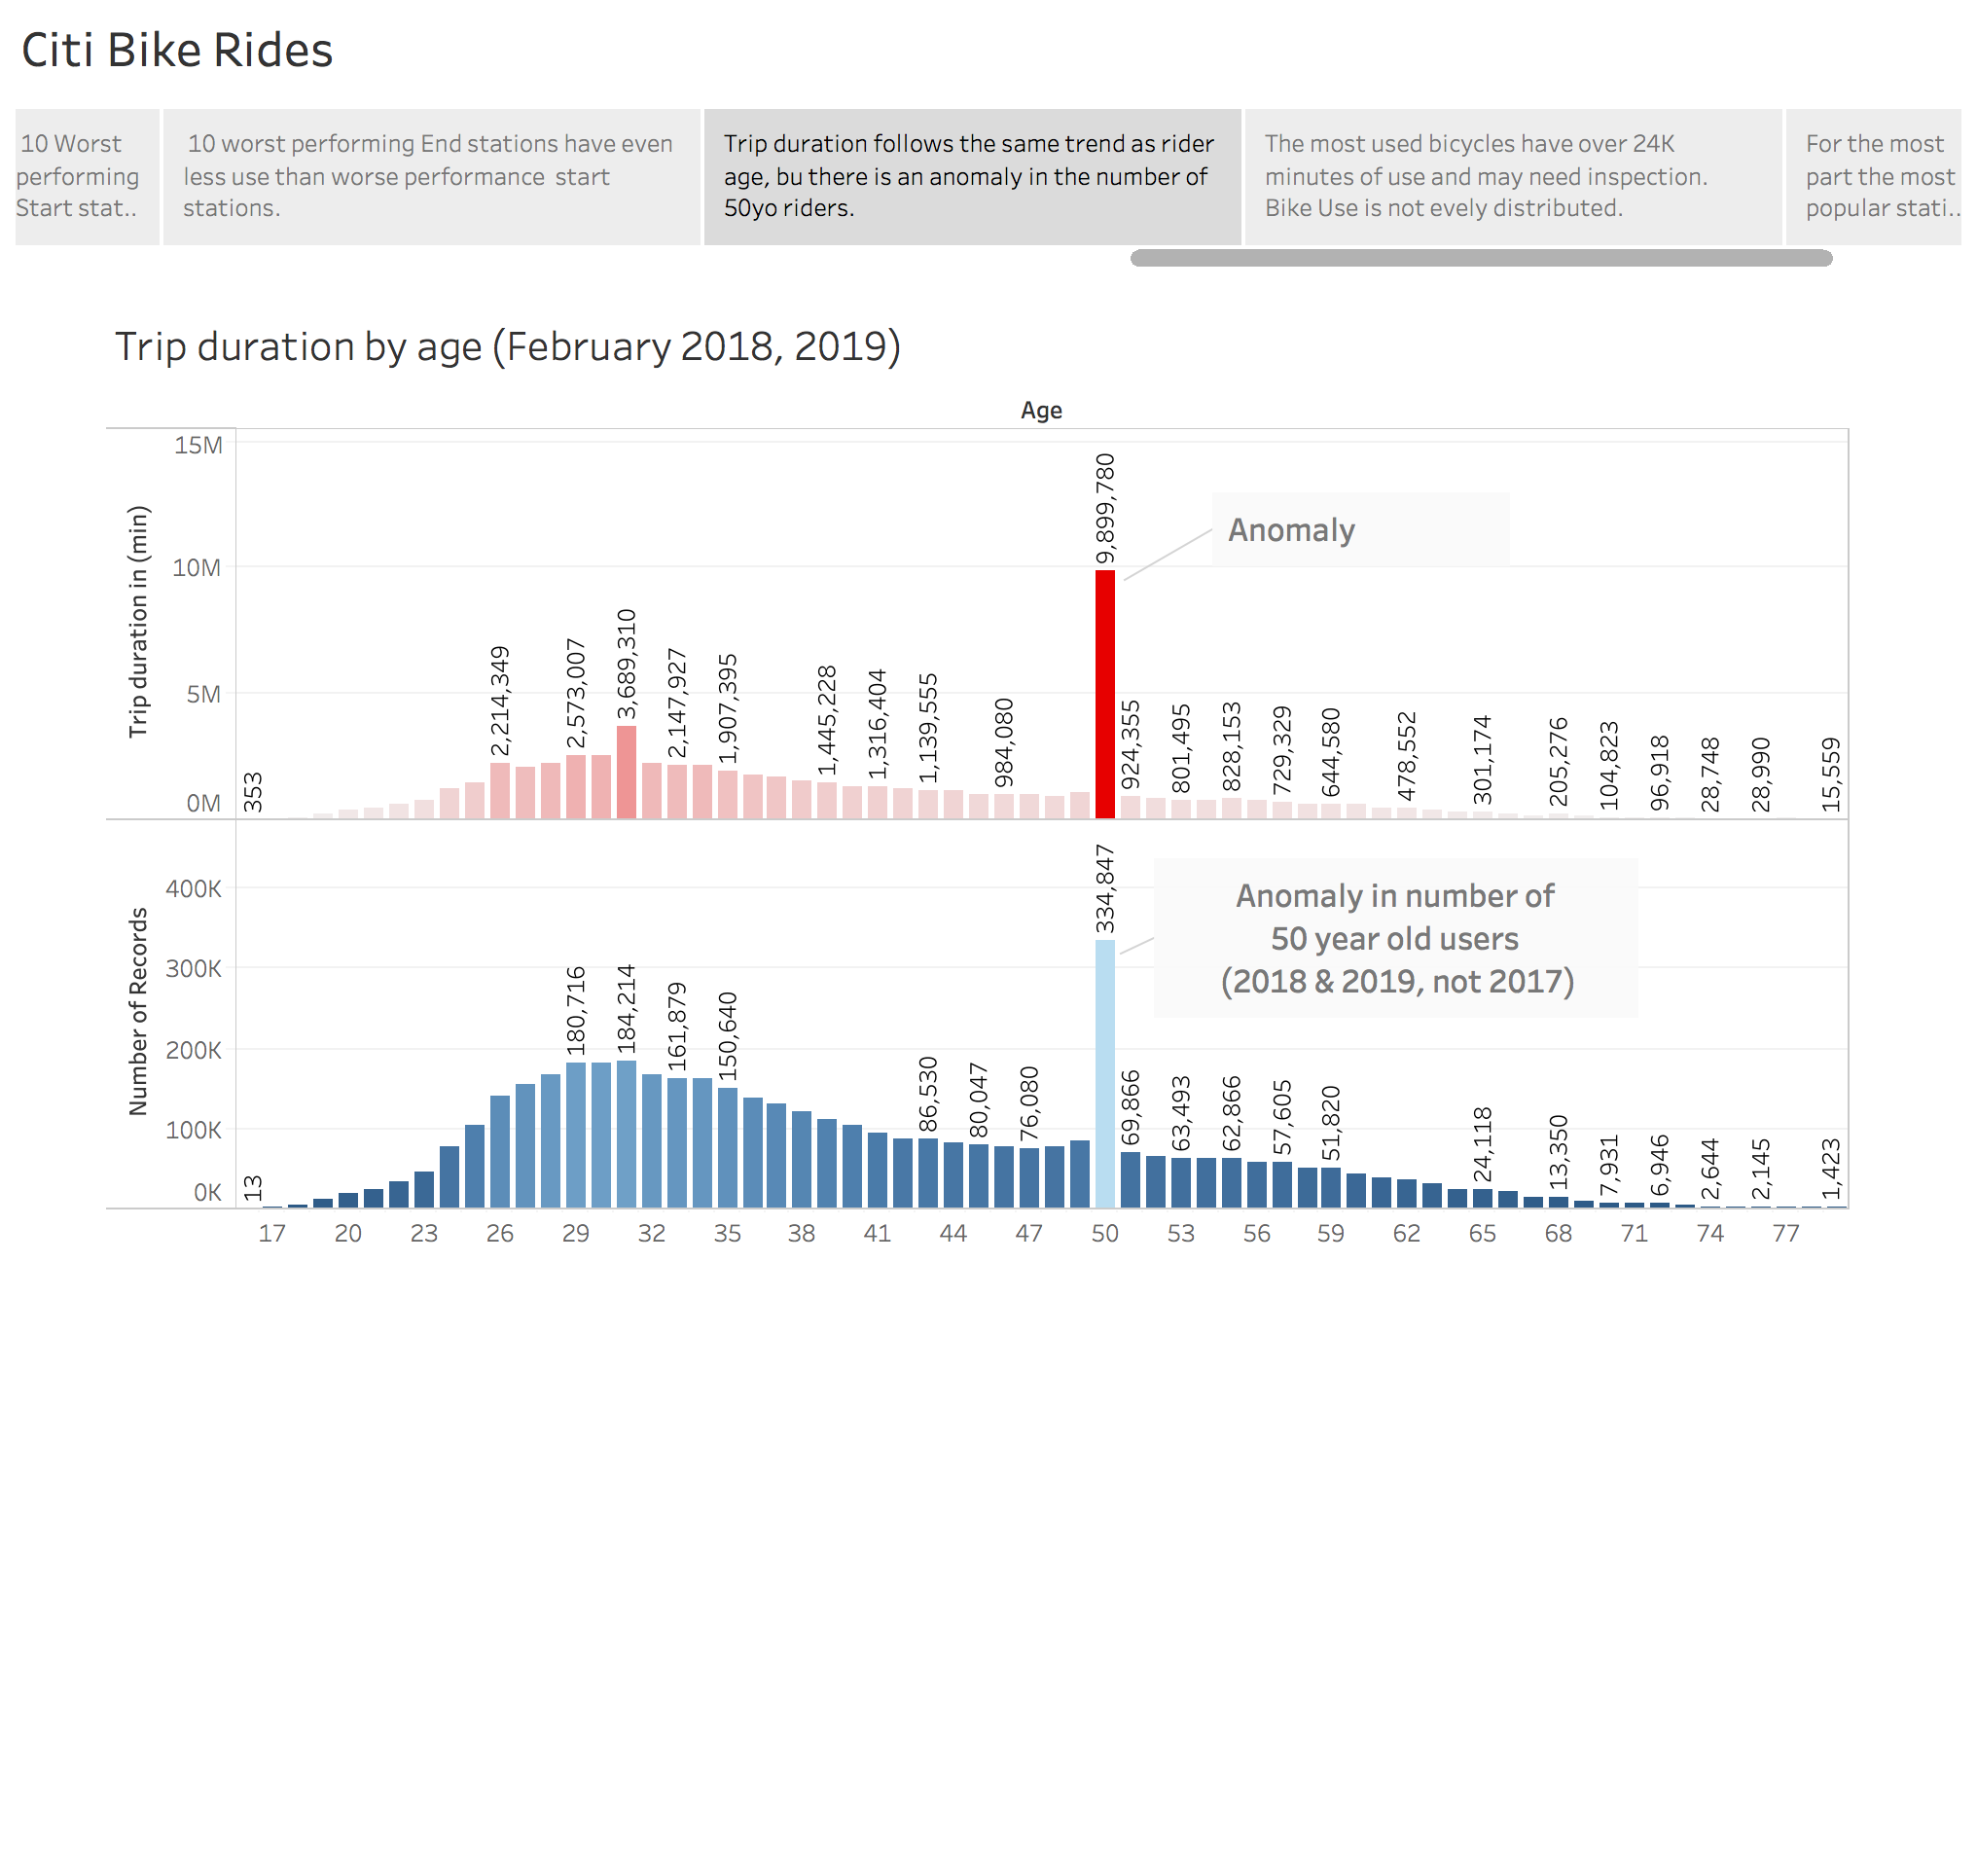 Citi Bike Rides
10 Worst
performing
Start stat..
10 worst performing End stations have even
less use than worse performance  start
stations.
Trip duration follows the same trend as rider
age, bu there is an anomaly in the number of
50yo riders.
The most used bicycles have over 24K
minutes of use and may need inspection.
Bike Use is not evely distributed.
For the most
part the most
popular stati..
Trip duration by age (February 2018, 2019)
Age
Trip duration in (min)
15M
10M
5M
0M
353
2,214,349
2,573,007
3,689,310
2,147,927
1,907,395
1,445,228
1,316,404
1,139,555
984,080
9,899,780
924,355
801,495
828,153
729,329
644,580
478,552
301,174
205,276
104,823
96,918
28,748
28,990
15,559
Anomaly
Number of Records
400K
300K
200K
100K
0K
13
180,716
184,214
161,879
150,640
86,530
80,047
76,080
334,847
69,866
63,493
62,866
57,605
51,820
24,118
13,350
7,931
6,946
2,644
2,145
1,423
Anomaly in number of
50 year old users
(2018 & 2019, not 2017)
17 20 23 26 29 32 35 38 41 44 47 50 53 56 59 62 65 68 71 74 77